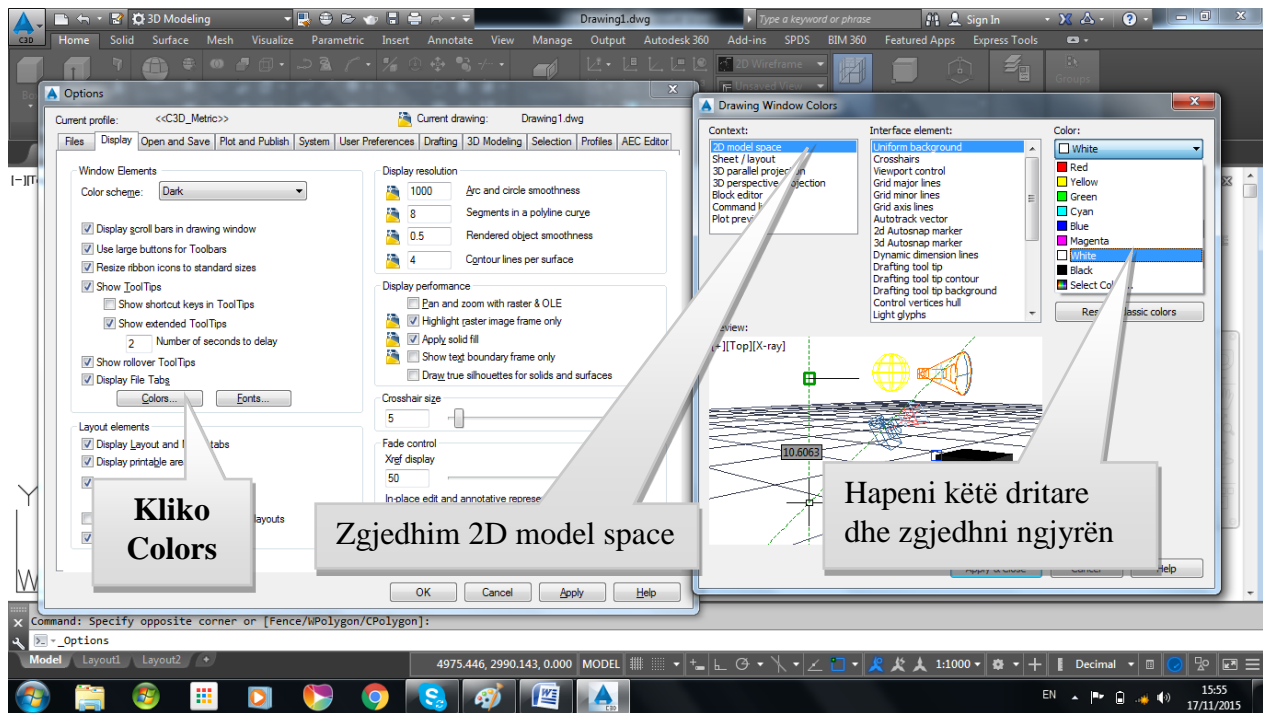 3D Modeling
Drawing1.dwg
Type a keyword or phrase
Sign In
C3D
Home Solid Surface Mesh Visualize Parametric Insert Annotate View Manage Output Autodesk 360 Add-ins SPDS BIM 360 Featured Apps Express Tools
2D Wireframe
Unsaved View
Groups
Options
Current profile: <<C3D_Metric>>
Current drawing: Drawing1.dwg
Files Display Open and Save Plot and Publish System User Preferences Drafting 3D Modeling Selection Profiles AEC Editor
Window Elements
Color scheme: Dark
Display scroll bars in drawing window
Use large buttons for Toolbars
Resize ribbon icons to standard sizes
Show ToolTips
Show shortcut keys in ToolTips
Show extended ToolTips
2 Number of seconds to delay
Show rollover ToolTips
Display File Tabs
Colors... Fonts...
Layout elements
Display Layout and tabs
Display printable are
layouts
Display resolution
1000 Arc and circle smoothness
8 Segments in a polyline curve
0.5 Rendered object smoothness
4 Contour lines per surface
Display performance
Pan and zoom with raster & OLE
Highlight raster image frame only
Apply solid fill
Show text boundary frame only
Draw true silhouettes for solids and surfaces
Crosshair size
5
Fade control
Xref display
50
In-place edit and annotative
OK Cancel Apply Help
Drawing Window Colors
Context:
2D model space
Sheet / layout
3D parallel projection
3D perspective projection
Block editor
Command
Plot
Interface element:
Uniform background
Crosshairs
Viewport control
Grid major lines
Grid minor lines
Grid axis lines
Autotrack vector
2d Autosnap marker
3d Autosnap marker
Dynamic dimension lines
Drafting tool tip
Drafting tool tip contour
Drafting tool tip background
Control vertices hull
Light glyphs
Color:
White
Red
Yellow
Green
Cyan
Blue
Magenta
White
Black
Select
classic colors
[+][Top][X-ray]
10.6063
Help
Kliko
Colors
Zgjedhim 2D model space
Hapeni këtë dritare
dhe zgjedhni ngjyrën
Y
W
Command: Specify opposite corner or [Fence/WPolygon/CPolygon]:
_Options
Model Layout1 Layout2 +
4975.446, 2990.143, 0.000 MODEL 1:1000 Decimal
EN 15:55
17/11/2015